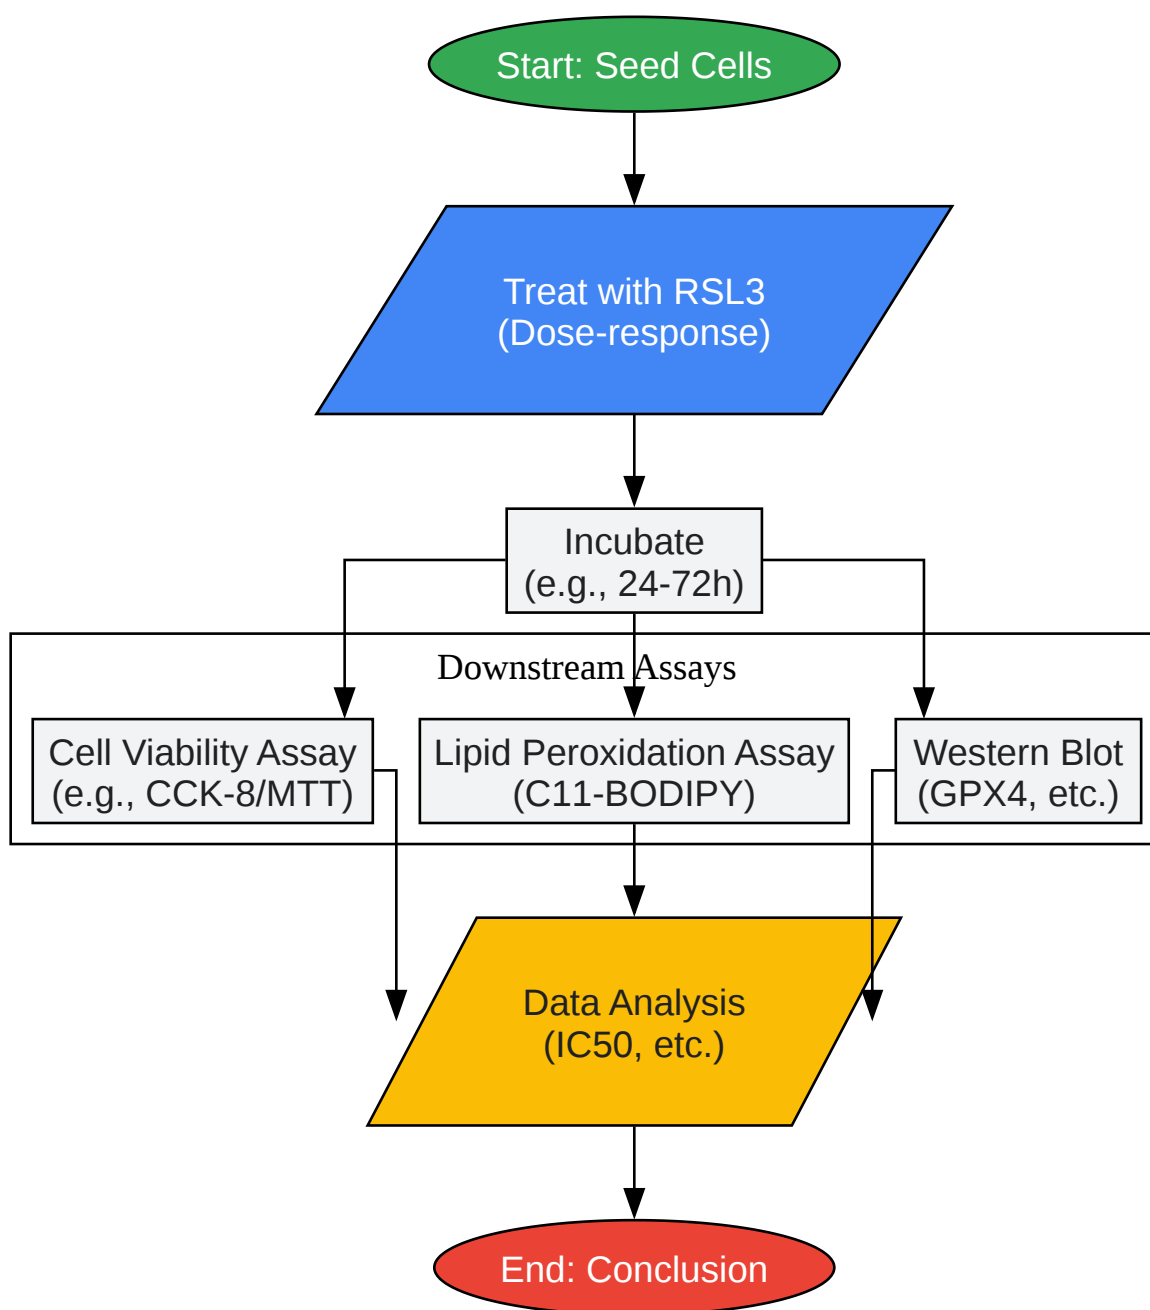 Start: Seed Cells
Treat with RSL3
(Dose-response)
Incubate
(e.g., 24-72h)
Downstream Assays
Cell Viability Assay
(e.g., CCK-8/MTT)
Lipid Peroxidation Assay
(C11-BODIPY)
Western Blot
(GPX4, etc.)
Data Analysis
(IC50, etc.)
End: Conclusion